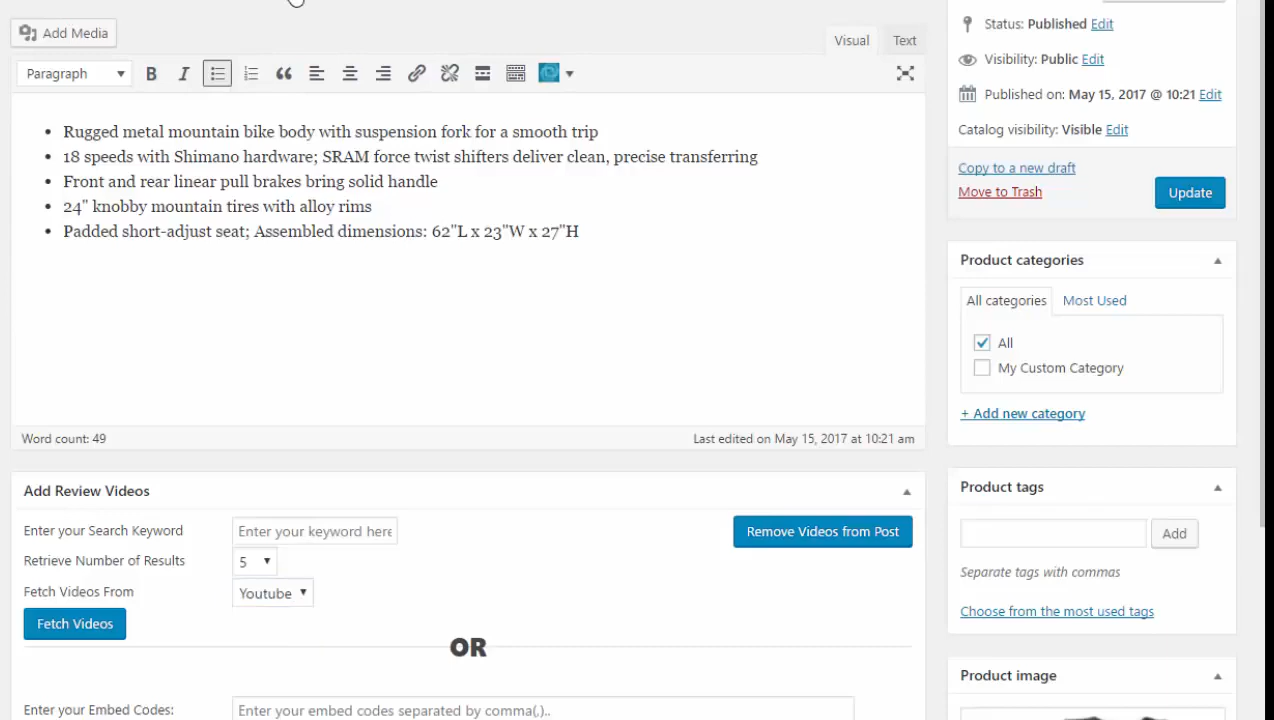 Add Media
Visual
Text
Paragraph
Rugged metal mountain bike body with suspension fork for a smooth trip
18 speeds with Shimano hardware; SRAM force twist shifters deliver clean, precise transferring
Front and rear linear pull brakes bring solid handle
24" knobby mountain tires with alloy rims
Padded short-adjust seat; Assembled dimensions: 62"L x 23"W x 27"H
Word count: 49
Last edited on May 15, 2017 at 10:21 am
Add Review Videos
Enter your Search Keyword
Enter your keyword here
Remove Videos from Post
Retrieve Number of Results
5
Fetch Videos From
Youtube
Fetch Videos
OR
Enter your Embed Codes:
Enter your embed codes separated by comma(,)..
Status: Published Edit
Visibility: Public Edit
Published on: May 15, 2017 @ 10:21 Edit
Catalog visibility: Visible Edit
Copy to a new draft
Move to Trash
Update
Product categories
All categories
Most Used
All
My Custom Category
+ Add new category
Product tags
Add
Separate tags with commas
Choose from the most used tags
Product image